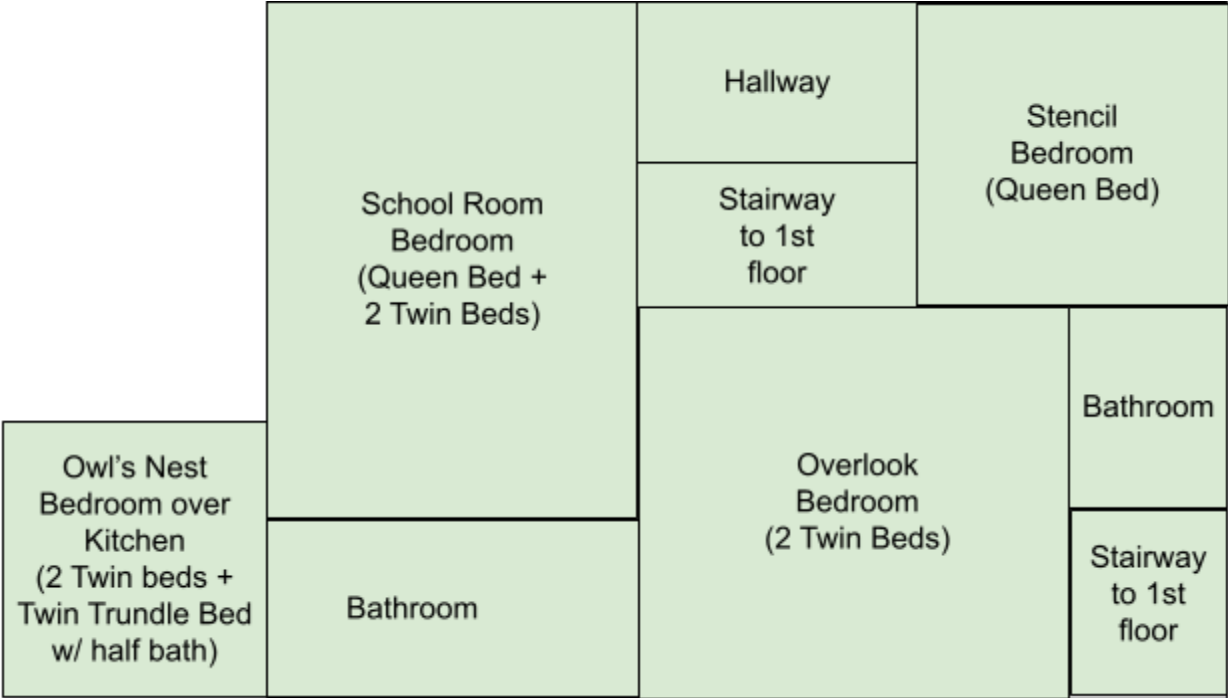 School Room
Bedroom
(Queen Bed +
2 Twin Beds)
Hallway
Stairway
to 1st
floor
Stencil
Bedroom
(Queen Bed)
Owl’s Nest
Bedroom over
Kitchen
(2 Twin beds +
Twin Trundle Bed
w/ half bath)
Bathroom
Overlook
Bedroom
(2 Twin Beds)
Bathroom
Stairway
to 1st
floor